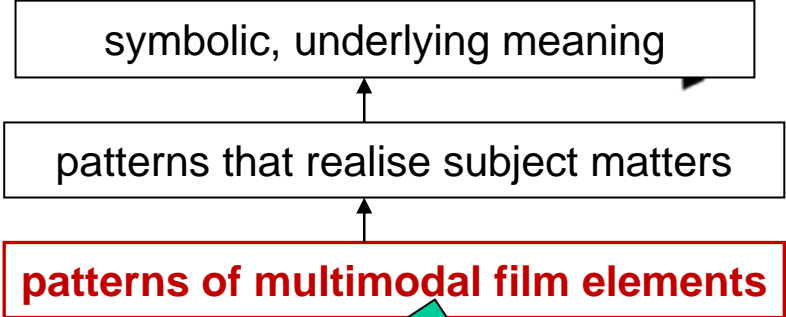 symbolic, underlying meaning
patterns that realise subject matters
patterns of multimodal film elements